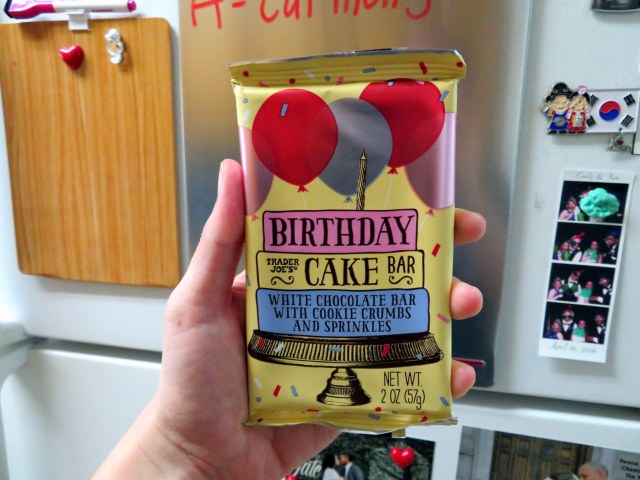 BIRTHDAY
TRADER JOE'S CAKE BAR
WHITE CHOCOLATE BAR
WITH COOKIE CRUMBS
AND SPRINKLES
NET WT.
2 OZ (57g)